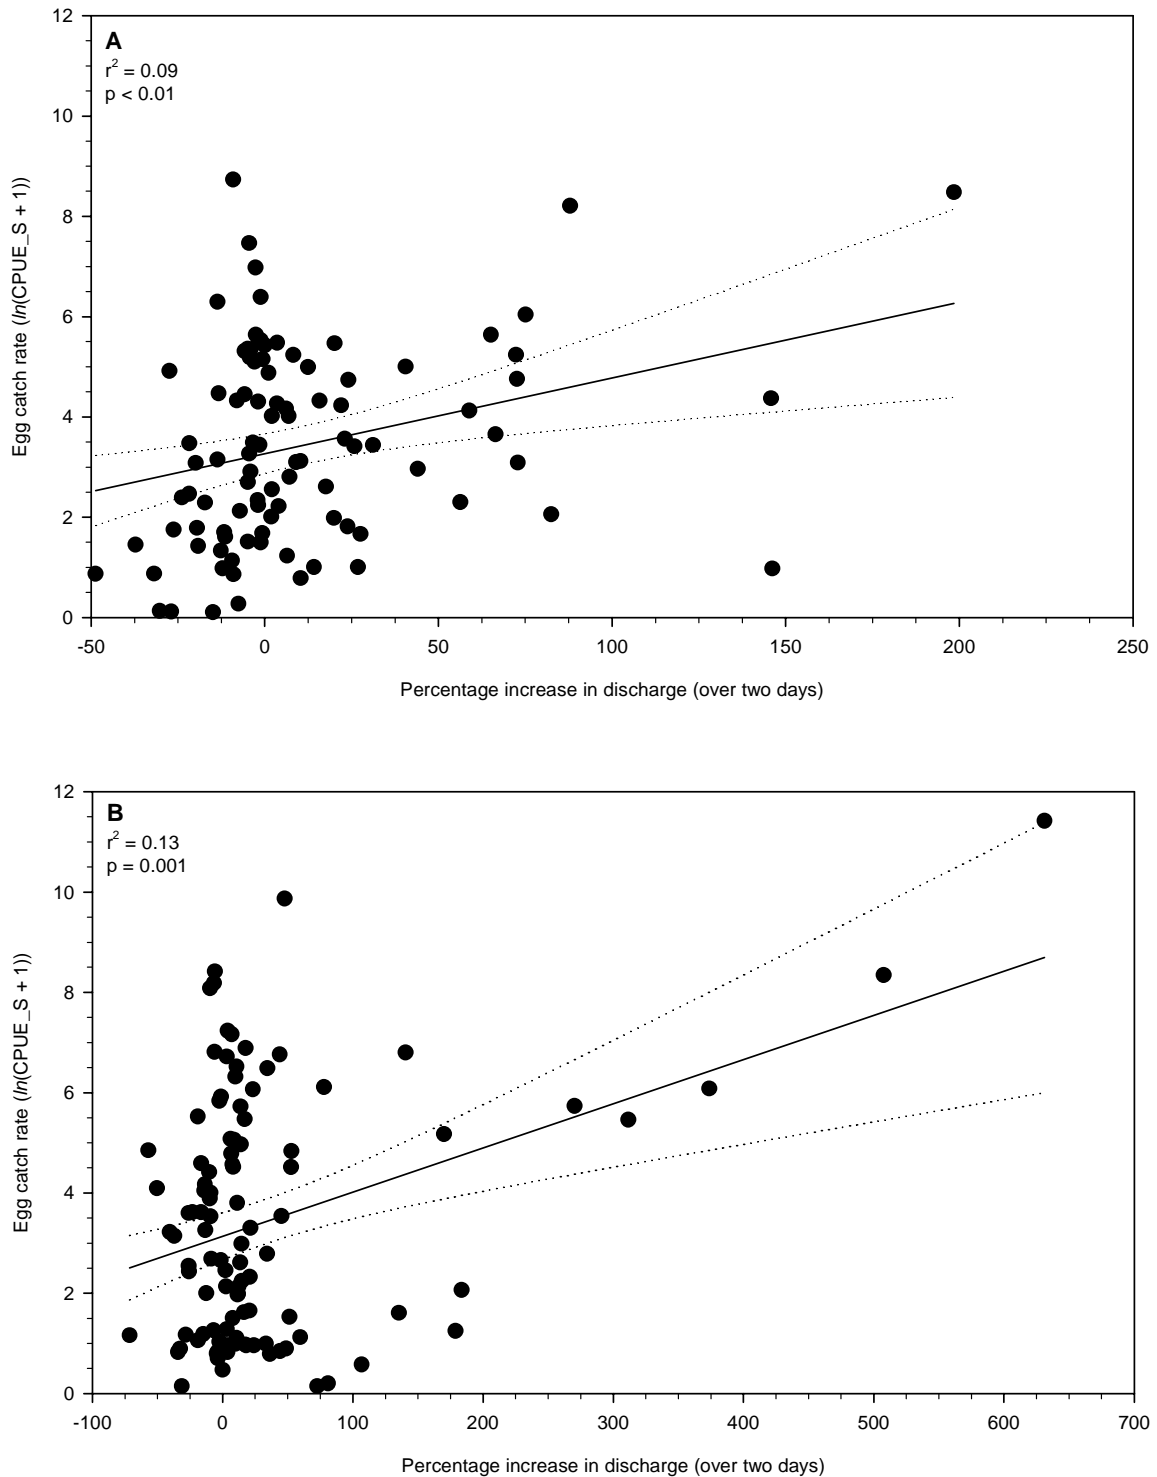 12
10
8
6
4
2
0
A
r² = 0.09
p < 0.01
Egg catch rate (ln(CPUE_S + 1))
-50 0 50 100 150 200 250
Percentage increase in discharge (over two days)
12
10
8
6
4
2
0
B
r² = 0.13
p = 0.001
Egg catch rate (ln(CPUE_S + 1))
-100 0 100 200 300 400 500 600 700
Percentage increase in discharge (over two days)